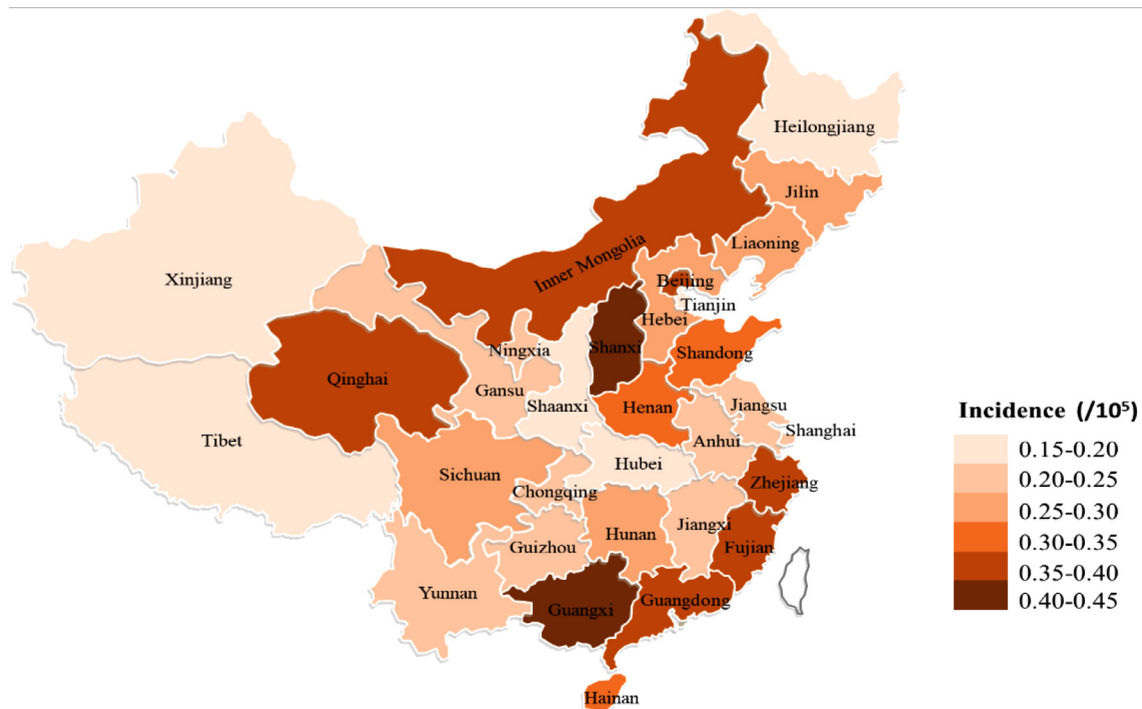 Heilongjiang
Jilin
Liaoning
Inner Mongolia
Xinjiang
Beijing
Tianjin
Hebei
Shanxi
Ningxia
Shandong
Qinghai
Gansu
Shaanxi
Henan
Jiangsu
Tibet
Anhui
Shanghai
Hubei
Sichuan
Chongqing
Zhejiang
Jiangxi
Hunan
Guizhou
Fujian
Yunnan
Guangxi
Guangdong
Hainan
Incidence (/10⁵)
0.15-0.20
0.20-0.25
0.25-0.30
0.30-0.35
0.35-0.40
0.40-0.45